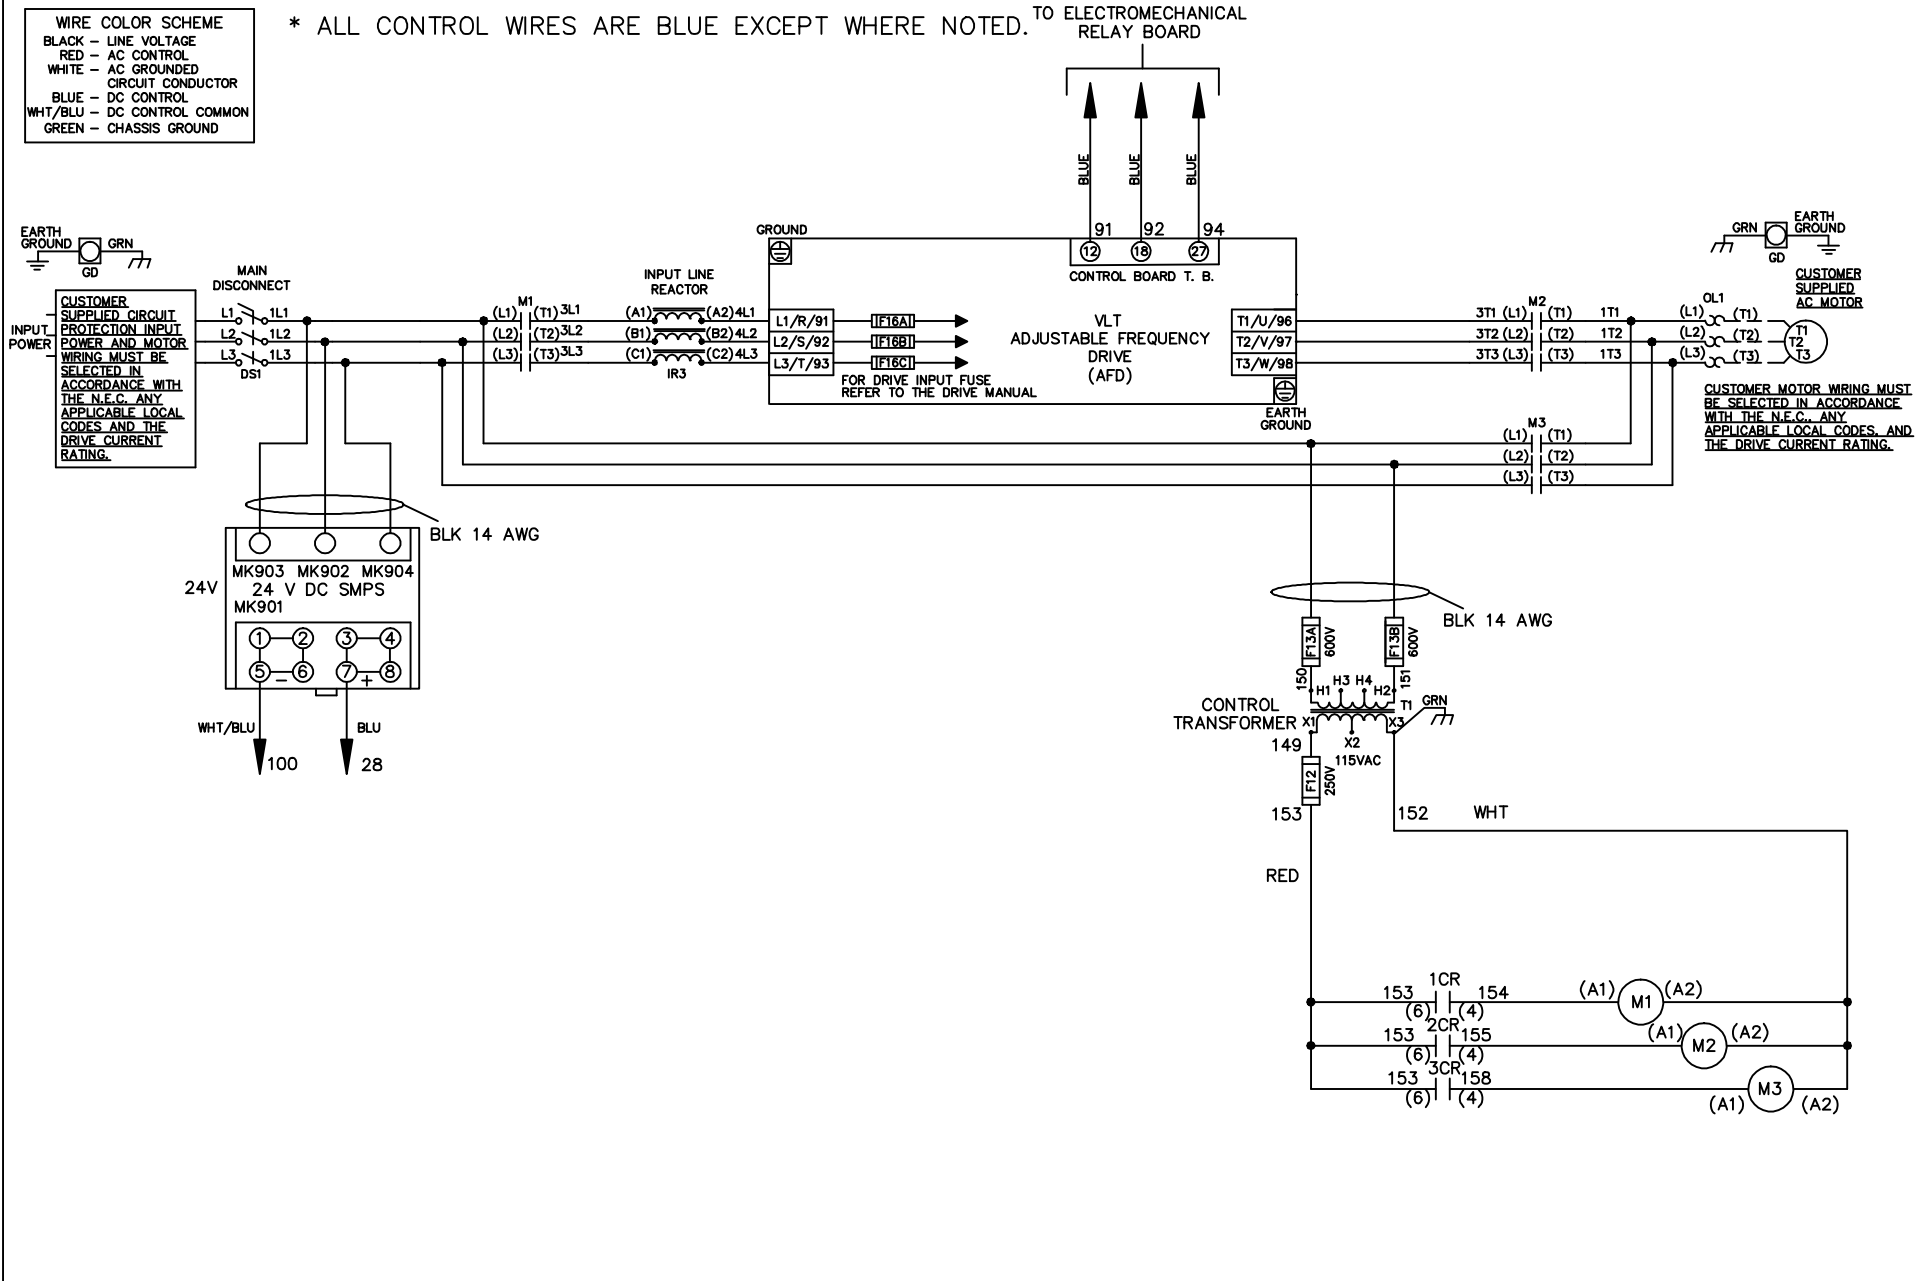 WIRE COLOR SCHEME
BLACK – LINE VOLTAGE
RED – AC CONTROL
WHITE – AC GROUNDED
CIRCUIT CONDUCTOR
BLUE – DC CONTROL
WHT/BLU – DC CONTROL COMMON
GREEN – CHASSIS GROUND
* ALL CONTROL WIRES ARE BLUE EXCEPT WHERE NOTED.
TO ELECTROMECHANICAL
RELAY BOARD
BLUE
BLUE
BLUE
91 92 94
12 18 27
CONTROL BOARD T. B.
EARTH
GROUND
GRN
GD
INPUT
POWER
CUSTOMER
SUPPLIED CIRCUIT
PROTECTION INPUT
POWER AND MOTOR
WIRING MUST BE
SELECTED IN
ACCORDANCE WITH
THE N.E.C. ANY
APPLICABLE LOCAL
CODES AND THE
DRIVE CURRENT
RATING.
MAIN
DISCONNECT
L1 1L1
L2 1L2
L3 1L3
DS1
M1
(L1) (T1) 3L1
(L2) (T2) 3L2
(L3) (T3) 3L3
INPUT LINE
REACTOR
(A1) (A2) 4L1
(B1) (B2) 4L2
(C1) (C2) 4L3
IR3
GROUND
L1/R/91
L2/S/92
L3/T/93
F16A
F16B
F16C
FOR DRIVE INPUT FUSE
REFER TO THE DRIVE MANUAL
VLT
ADJUSTABLE FREQUENCY
DRIVE
(AFD)
T1/U/96
T2/V/97
T3/W/98
EARTH
GROUND
M2
3T1 (L1) (T1) 1T1
3T2 (L2) (T2) 1T2
3T3 (L3) (T3) 1T3
M3
(L1) (T1)
(L2) (T2)
(L3) (T3)
GRN
EARTH
GROUND
GD
CUSTOMER
SUPPLIED
AC MOTOR
OL1
(L1) (T1)
(L2) (T2)
(L3) (T3)
T1
T2
T3
CUSTOMER MOTOR WIRING MUST
BE SELECTED IN ACCORDANCE
WITH THE N.E.C., ANY
APPLICABLE LOCAL CODES, AND
THE DRIVE CURRENT RATING.
BLK 14 AWG
24V
MK903 MK902 MK904
24 V DC SMPS
MK901
1 2 3 4
5 – 6 7 + 8
WHT/BLU
BLU
100
28
BLK 14 AWG
F13A
600V
F13B
600V
150
151
H1 H3 H4 H2
T1
GRN
CONTROL
TRANSFORMER
X1 X2 X3
149
115VAC
F12
250V
153
152
WHT
RED
1CR
153 154
(6) (4)
(A1) M1 (A2)
2CR
153 155
(6) (4)
(A1) M2 (A2)
3CR
153 158
(6) (4)
(A1) M3 (A2)